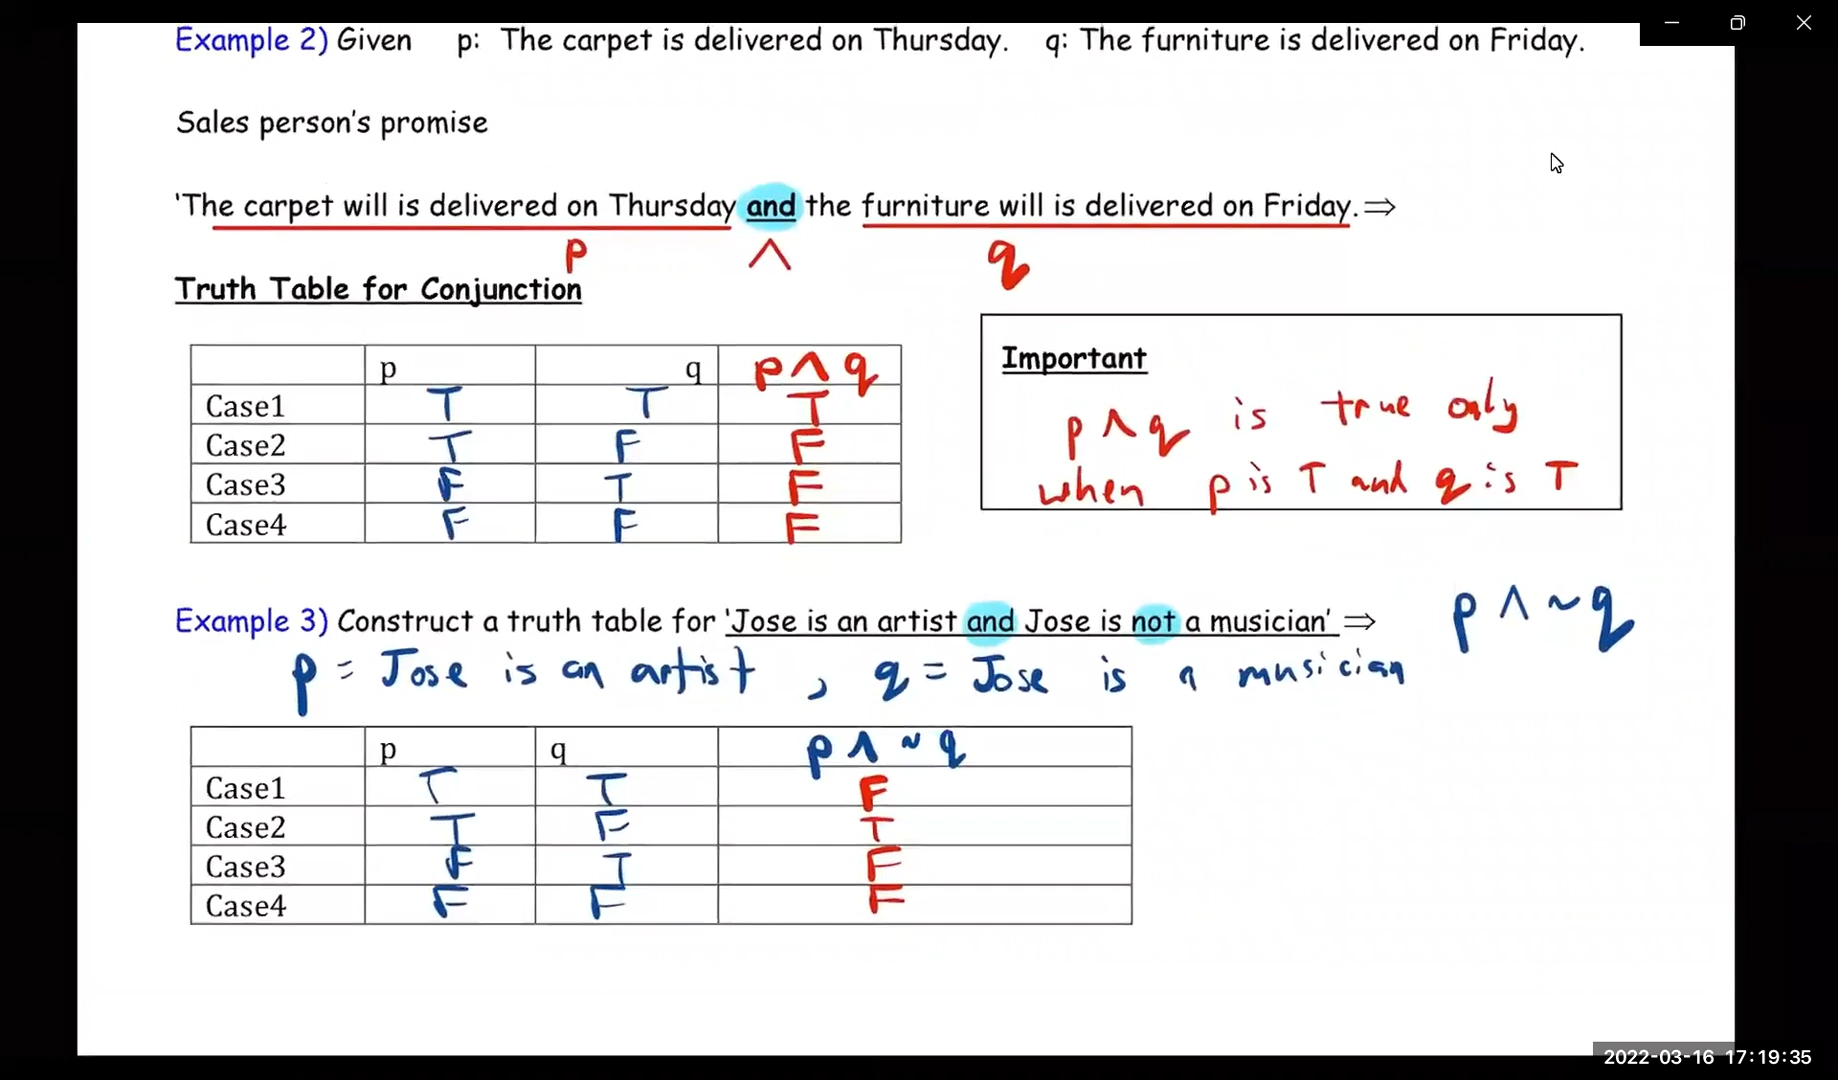 Example 2) Given p: The carpet is delivered on Thursday. q: The furniture is delivered on Friday.
Sales person's promise
'The carpet will is delivered on Thursday and the furniture will is delivered on Friday. ⇒
p ∧ q
Truth Table for Conjunction
p q p ∧ q
Case1 T T T
Case2 T F F
Case3 F T F
Case4 F F F
Important
p ∧ q is true only
when p is T and q is T
Example 3) Construct a truth table for 'Jose is an artist and Jose is not a musician' ⇒ p ∧ ~q
p = Jose is an artist , q = Jose is a musician
p q p ∧ ~q
Case1 T T F
Case2 T F T
Case3 F T F
Case4 F F F
2022-03-16 17:19:35